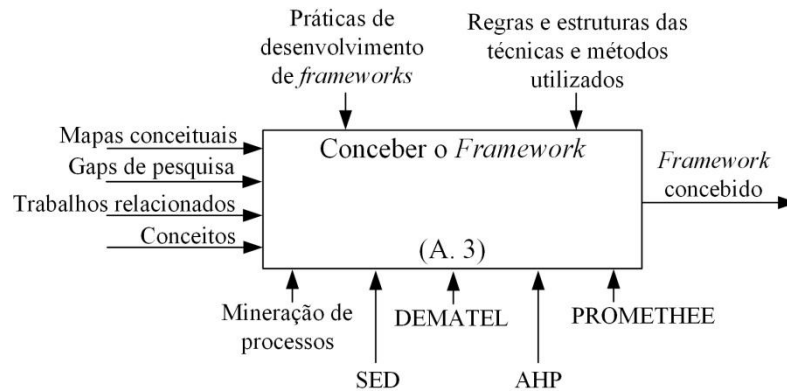 Práticas de
desenvolvimento
de frameworks
Regras e estruturas das
técnicas e métodos
utilizados
Mapas conceituais
Gaps de pesquisa
Trabalhos relacionados
Conceitos
Conceber o Framework
(A. 3)
Framework
concebido
Mineração de
processos
SED
DEMATEL
AHP
PROMETHEE